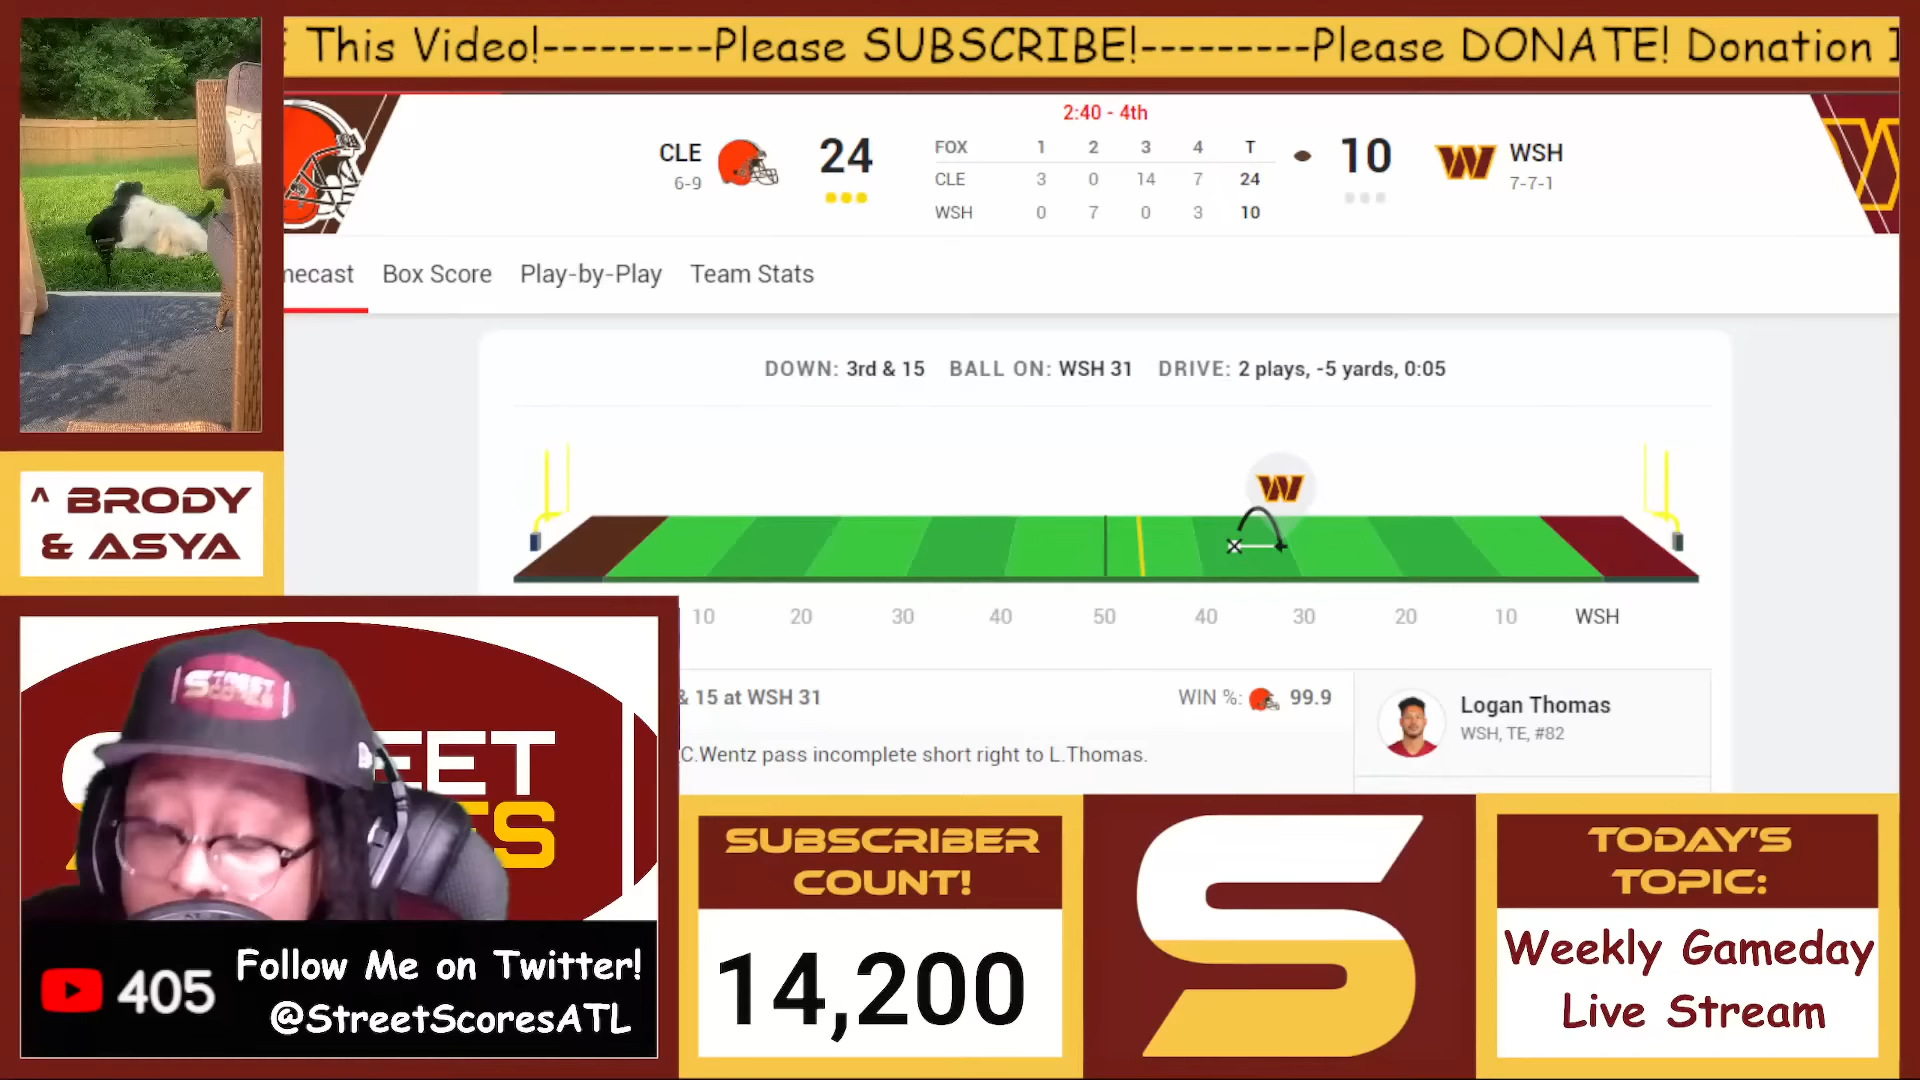 This Video!---------Please SUBSCRIBE!---------Please DONATE! Donation
2:40 - 4th
CLE 24 FOX 1 2 3 4 T 10 WSH
6-9 CLE 3 0 14 7 24 7-7-1
WSH 0 7 0 3 10
necast Box Score Play-by-Play Team Stats
DOWN: 3rd & 15 BALL ON: WSH 31 DRIVE: 2 plays, -5 yards, 0:05
W
10 20 30 40 50 40 30 20 10 WSH
& 15 at WSH 31 WIN %: 99.9
C.Wentz pass incomplete short right to L.Thomas.
Logan Thomas
WSH, TE, #82
^ BRODY
& ASYA
STREET
SCORES
EET
ES
405
Follow Me on Twitter!
@StreetScoresATL
SUBSCRIBER
COUNT!
14,200
S
TODAY'S
TOPIC:
Weekly Gameday
Live Stream